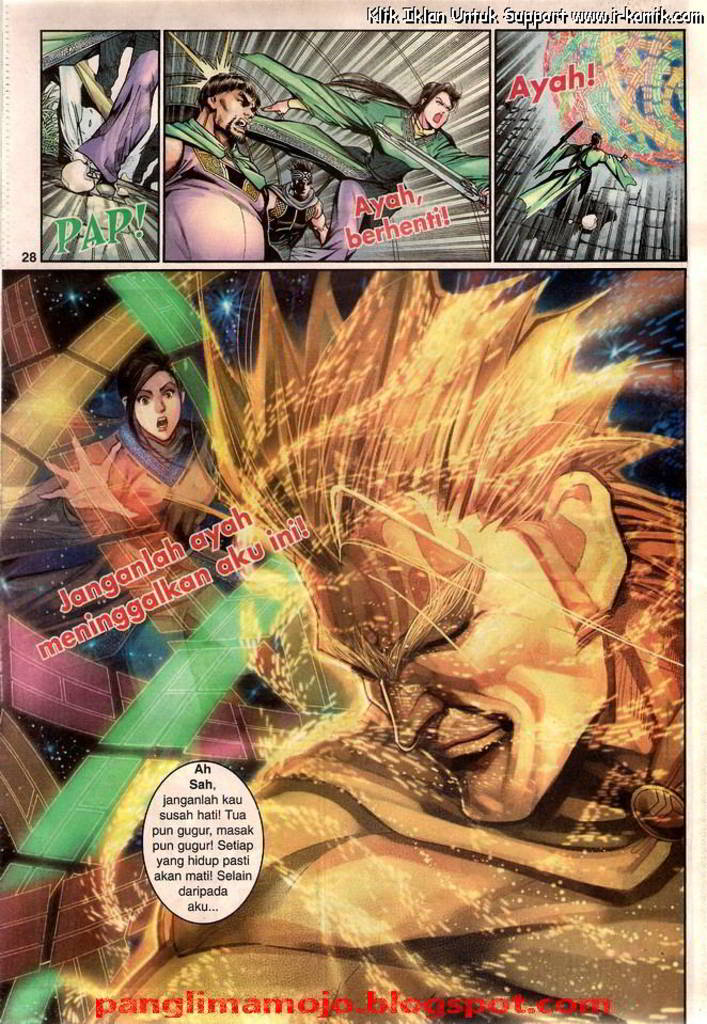 Klik Iklan Untuk Support www.ir-komik.com
PAP!
28
Ayah,
berhenti!
Ayah!
Janganlah ayah
meninggalkan aku ini!
Ah
Sah,
janganlah kau
susah hati! Tua
pun gugur, masak
pun gugur! Setiap
yang hidup pasti
akan mati! Selain
daripada
aku...
panglimamojo.blogspot.com